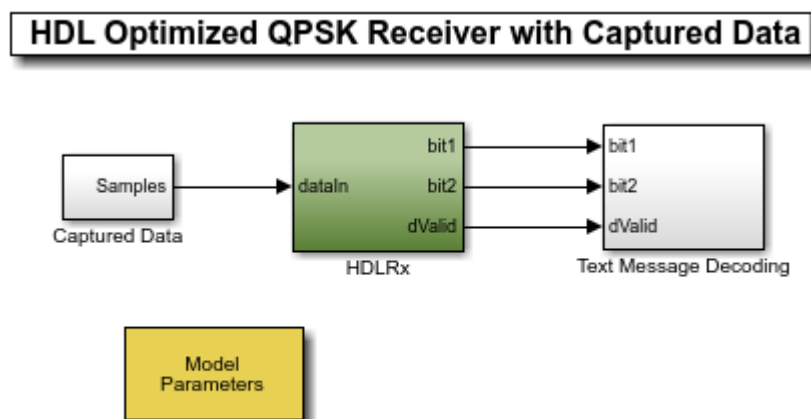 HDL Optimized QPSK Receiver with Captured Data
Samples
Captured Data
dataIn
bit1
bit2
dValid
HDLRx
bit1
bit2
dValid
Text Message Decoding
Model
Parameters